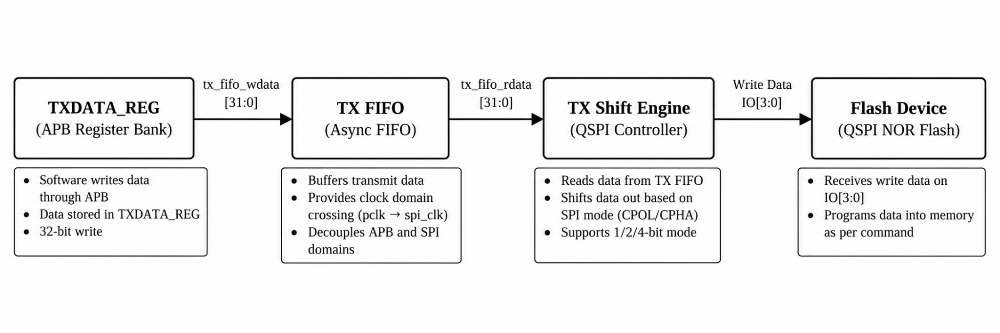 TXDATA_REG
(APB Register Bank)
tx_fifo_wdata
[31:0]
TX FIFO
(Async FIFO)
tx_fifo_rdata
[31:0]
TX Shift Engine
(QSPI Controller)
Write Data
IO[3:0]
Flash Device
(QSPI NOR Flash)
• Software writes data
through APB
• Data stored in TXDATA_REG
• 32-bit write
• Buffers transmit data
• Provides clock domain
crossing (pclk → spi_clk)
• Decouples APB and SPI
domains
• Reads data from TX FIFO
• Shifts data out based on
SPI mode (CPOL/CPHA)
• Supports 1/2/4-bit mode
• Receives write data on
IO[3:0]
• Programs data into memory
as per command